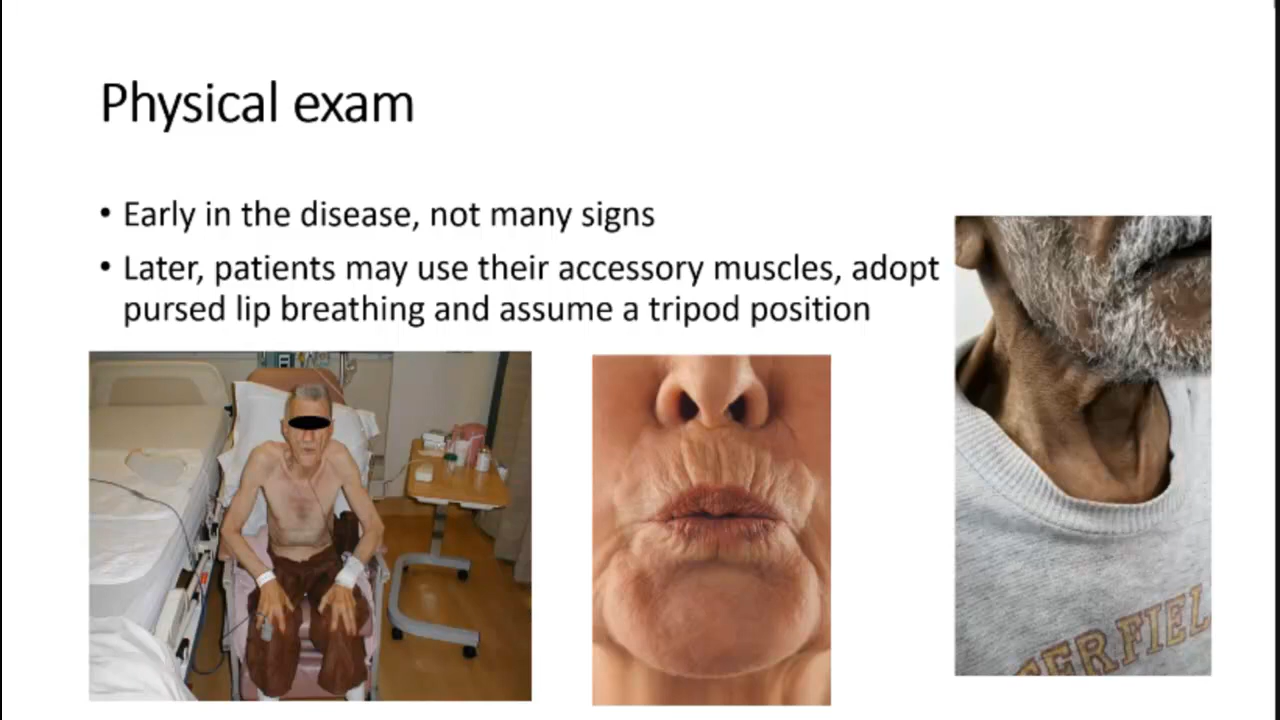 Physical exam
• Early in the disease, not many signs
• Later, patients may use their accessory muscles, adopt
pursed lip breathing and assume a tripod position
TERFIEL